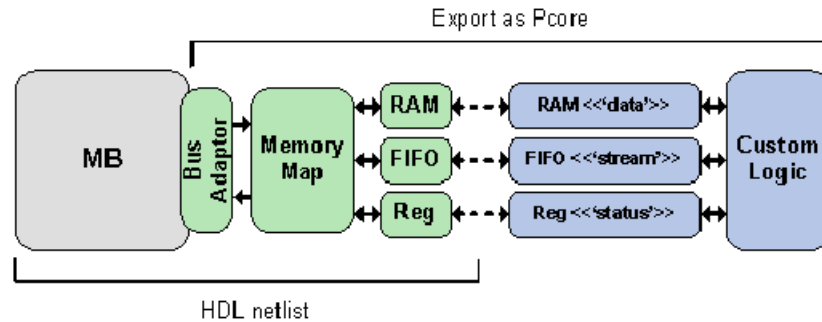 Export as Pcore
MB
Bus
Adaptor
Memory
Map
RAM
FIFO
Reg
RAM <<'data'>>
FIFO <<'stream'>>
Reg <<'status'>>
Custom
Logic
HDL netlist